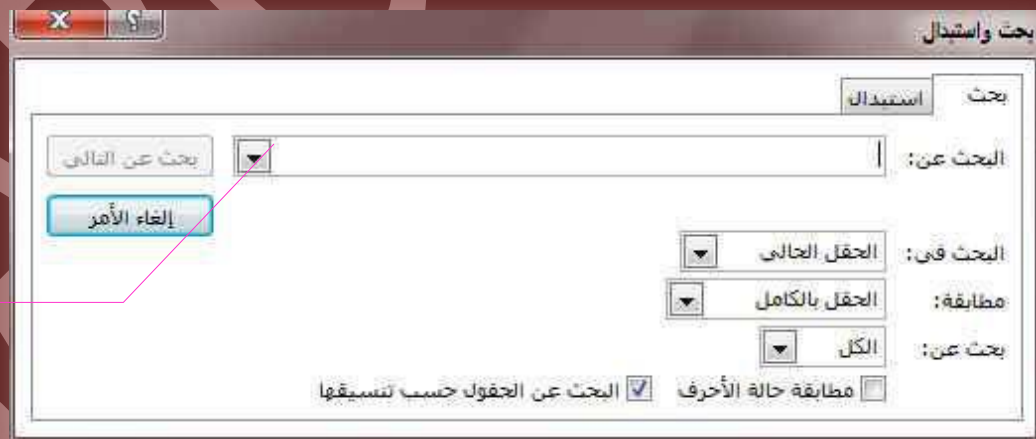 بحث واستبدال
بحث استبدال
البحث عن:
بحث عن التالي
إلغاء الأمر
البحث في: الحقل الحالي
مطابقة: الحقل بالكامل
بحث عن: الكل
مطابقة حالة الأحرف البحث عن الحقول حسب تنسيقها